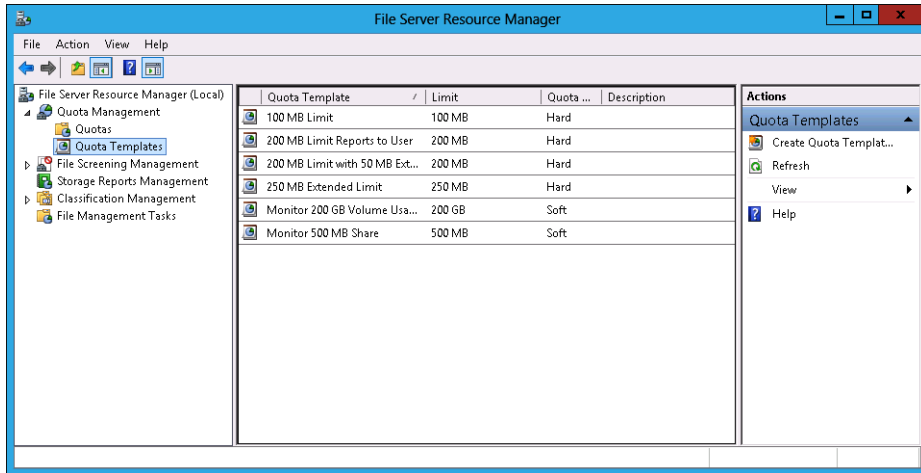 File Server Resource Manager
File Action View Help
File Server Resource Manager (Local)
Quota Management
Quotas
Quota Templates
File Screening Management
Storage Reports Management
Classification Management
File Management Tasks
Quota Template Limit Quota ... Description
100 MB Limit 100 MB Hard
200 MB Limit Reports to User 200 MB Hard
200 MB Limit with 50 MB Ext... 200 MB Hard
250 MB Extended Limit 250 MB Hard
Monitor 200 GB Volume Usa... 200 GB Soft
Monitor 500 MB Share 500 MB Soft
Actions
Quota Templates
Create Quota Templat...
Refresh
View
Help